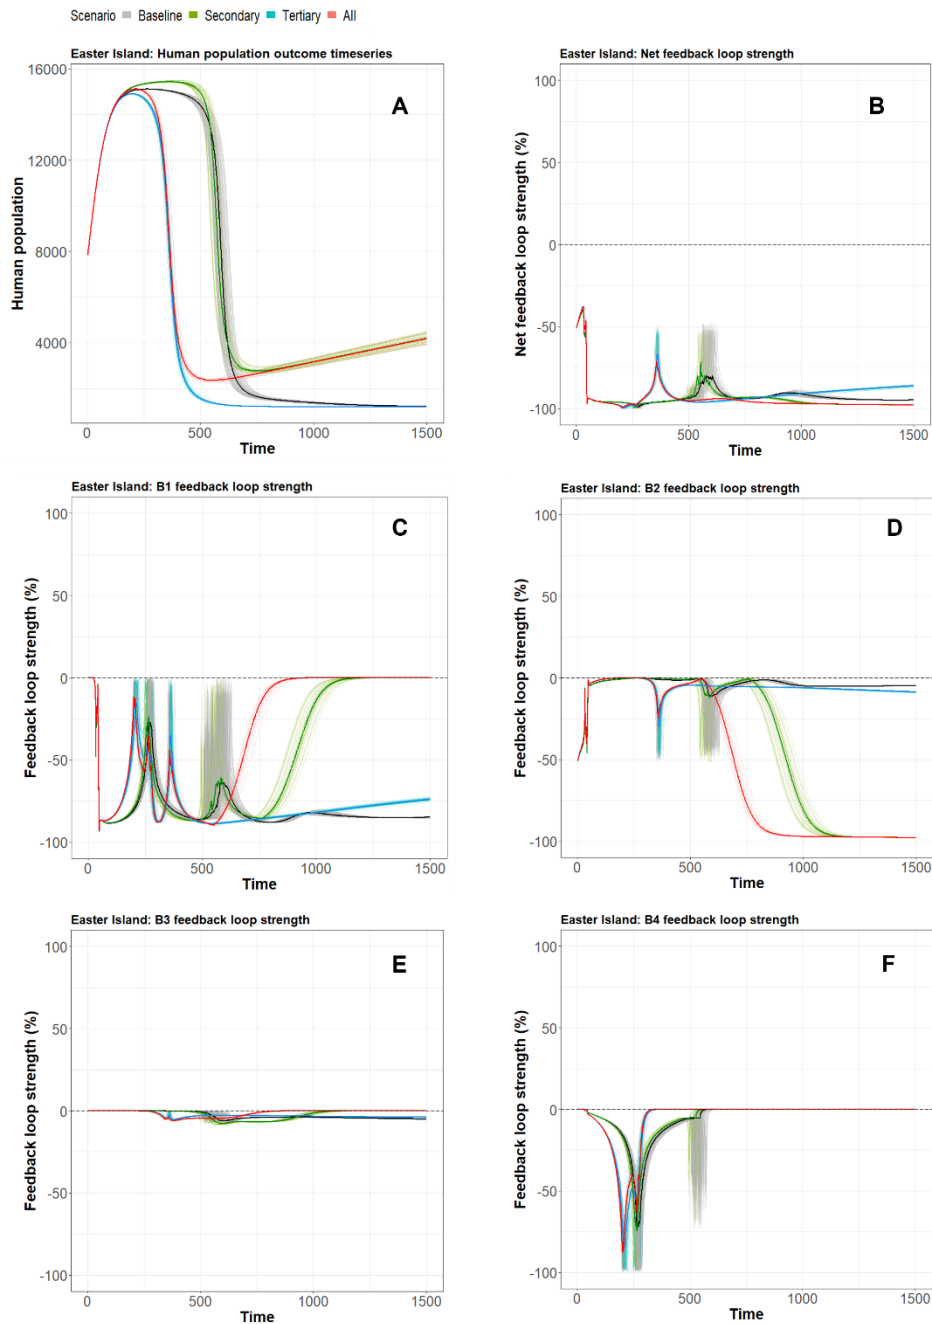 Scenario Baseline Secondary Tertiary All
Easter Island: Human population outcome timeseries
A
16000
12000
8000
4000
Human population
0 500 1000 1500
Time
Easter Island: Net feedback loop strength
B
100
50
0
-50
-100
Net feedback loop strength (%)
0 500 1000 1500
Time
Easter Island: B1 feedback loop strength
C
100
50
0
-50
-100
Feedback loop strength (%)
0 500 1000 1500
Time
Easter Island: B2 feedback loop strength
D
100
50
0
-50
-100
Feedback loop strength (%)
0 500 1000 1500
Time
Easter Island: B3 feedback loop strength
E
100
50
0
-50
-100
Feedback loop strength (%)
0 500 1000 1500
Time
Easter Island: B4 feedback loop strength
F
100
50
0
-50
-100
Feedback loop strength (%)
0 500 1000 1500
Time